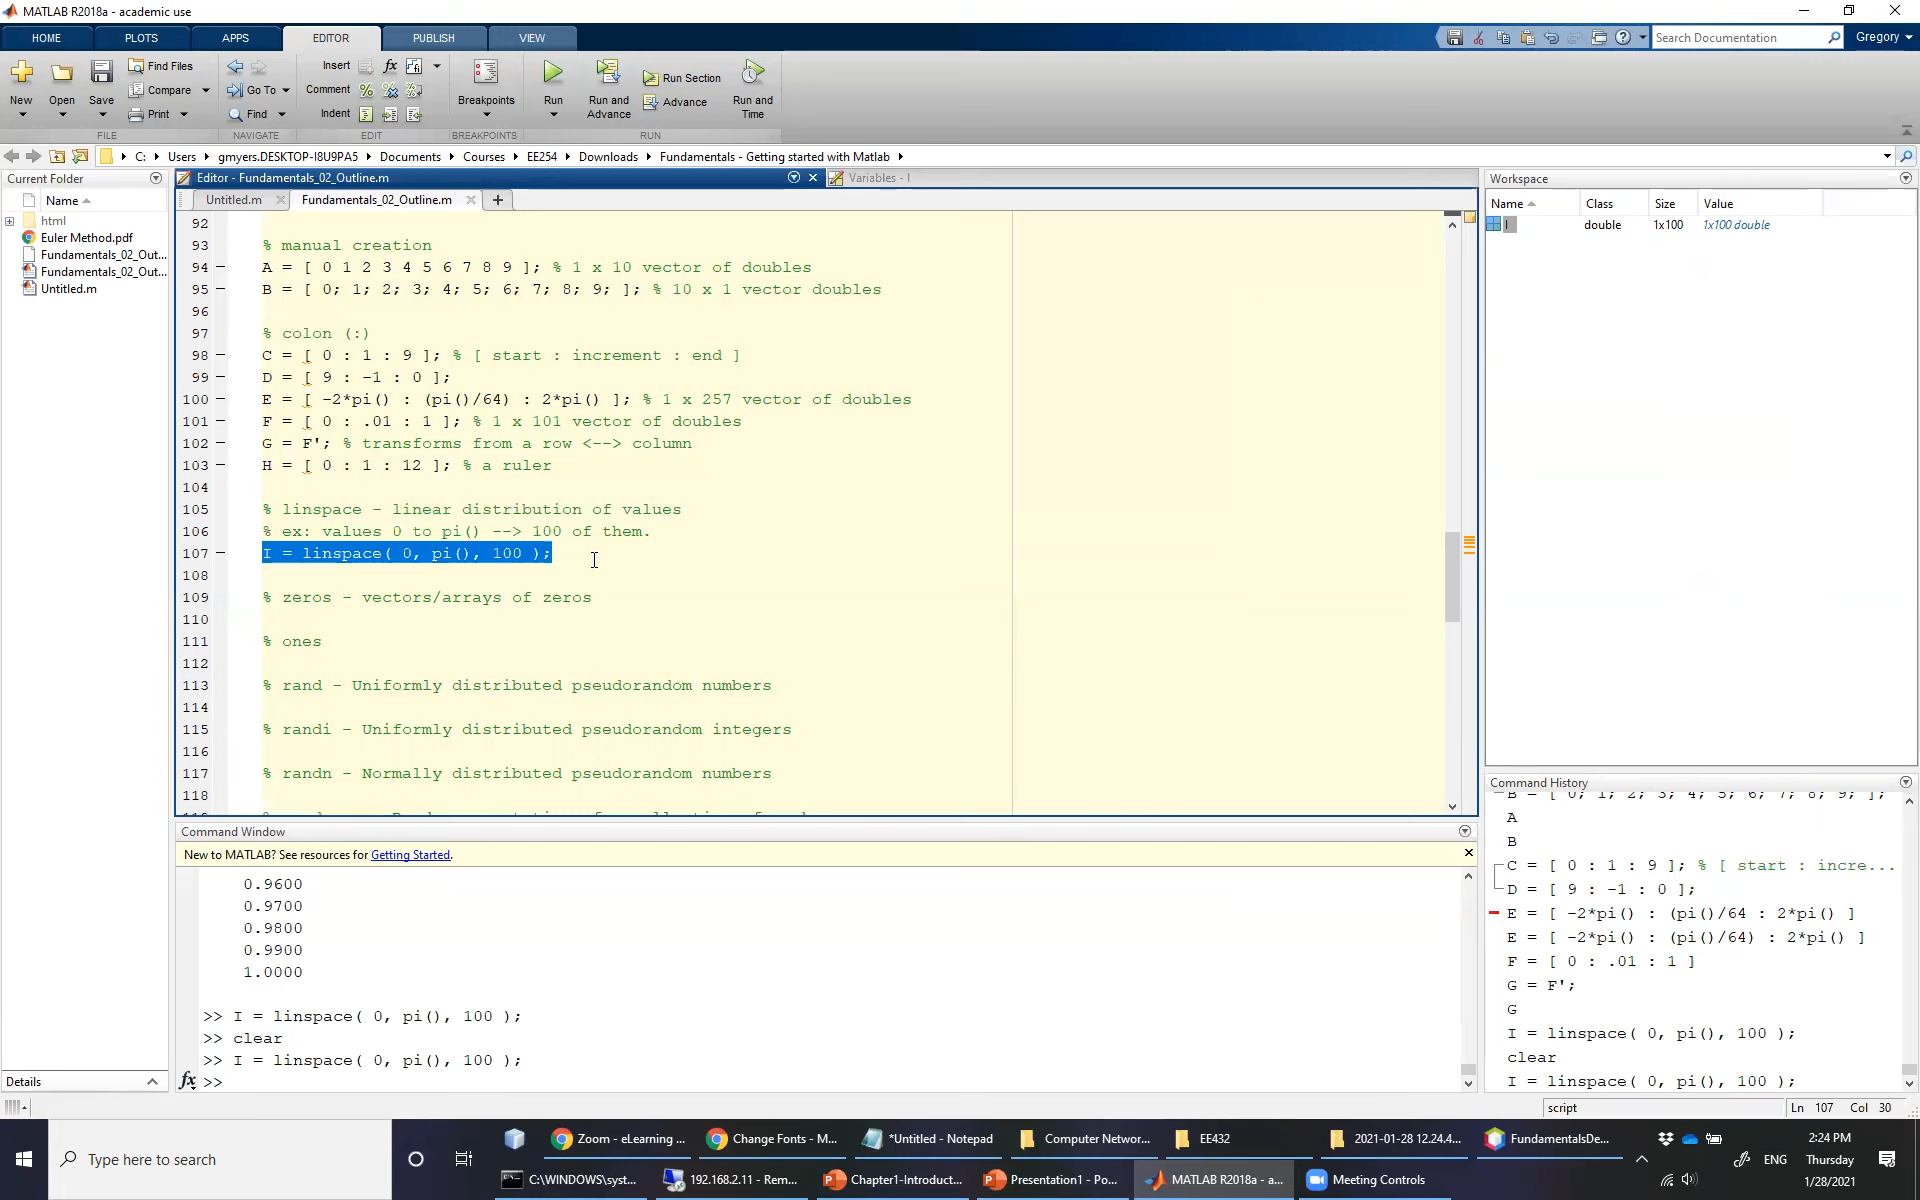 MATLAB R2018a - academic use
HOME PLOTS APPS EDITOR PUBLISH VIEW
Search Documentation Gregory
New Open Save Find Files Compare Print
Go To Find
Insert fx
Comment
Indent
Breakpoints Run Run and Advance Run Section Advance Run and Time
FILE NAVIGATE EDIT BREAKPOINTS RUN
C: Users gmyers.DESKTOP-I8U9PA5 Documents Courses EE254 Downloads Fundamentals - Getting started with Matlab
Current Folder
Name
html
Euler Method.pdf
Fundamentals_02_Out...
Fundamentals_02_Out...
Untitled.m
Details
Editor - Fundamentals_02_Outline.m Variables - I
Untitled.m Fundamentals_02_Outline.m
92
93 % manual creation
94 – A = [ 0 1 2 3 4 5 6 7 8 9 ]; % 1 x 10 vector of doubles
95 – B = [ 0; 1; 2; 3; 4; 5; 6; 7; 8; 9; ]; % 10 x 1 vector doubles
96
97 % colon (:)
98 – C = [ 0 : 1 : 9 ]; % [ start : increment : end ]
99 – D = [ 9 : -1 : 0 ];
100 – E = [ -2*pi() : (pi()/64) : 2*pi() ]; % 1 x 257 vector of doubles
101 – F = [ 0 : .01 : 1 ]; % 1 x 101 vector of doubles
102 – G = F'; % transforms from a row <--> column
103 – H = [ 0 : 1 : 12 ]; % a ruler
104
105 % linspace - linear distribution of values
106 % ex: values 0 to pi() --> 100 of them.
107 – I = linspace( 0, pi(), 100 );
108
109 % zeros - vectors/arrays of zeros
110
111 % ones
112
113 % rand - Uniformly distributed pseudorandom numbers
114
115 % randi - Uniformly distributed pseudorandom integers
116
117 % randn - Normally distributed pseudorandom numbers
118
Command Window
New to MATLAB? See resources for Getting Started.
0.9600
0.9700
0.9800
0.9900
1.0000
>> I = linspace( 0, pi(), 100 );
>> clear
>> I = linspace( 0, pi(), 100 );
fx >>
Workspace
Name Class Size Value
I double 1x100 1x100 double
Command History
B = [ 0; 1; 2; 3; 4; 5; 6; 7; 8; 9; ];
A
B
C = [ 0 : 1 : 9 ]; % [ start : incre...
D = [ 9 : -1 : 0 ];
E = [ -2*pi() : (pi()/64 : 2*pi() ]
E = [ -2*pi() : (pi()/64) : 2*pi() ]
F = [ 0 : .01 : 1 ]
G = F';
G
I = linspace( 0, pi(), 100 );
clear
I = linspace( 0, pi(), 100 );
script Ln 107 Col 30
Type here to search
Zoom - eLearning ... Change Fonts - M... *Untitled - Notepad Computer Networ... EE432 2021-01-28 12.24.4... FundamentalsDe...
C:\WINDOWS\syst... 192.168.2.11 - Rem... Chapter1-Introduct... Presentation1 - Po... MATLAB R2018a - a... Meeting Controls
ENG
2:24 PM
Thursday
1/28/2021